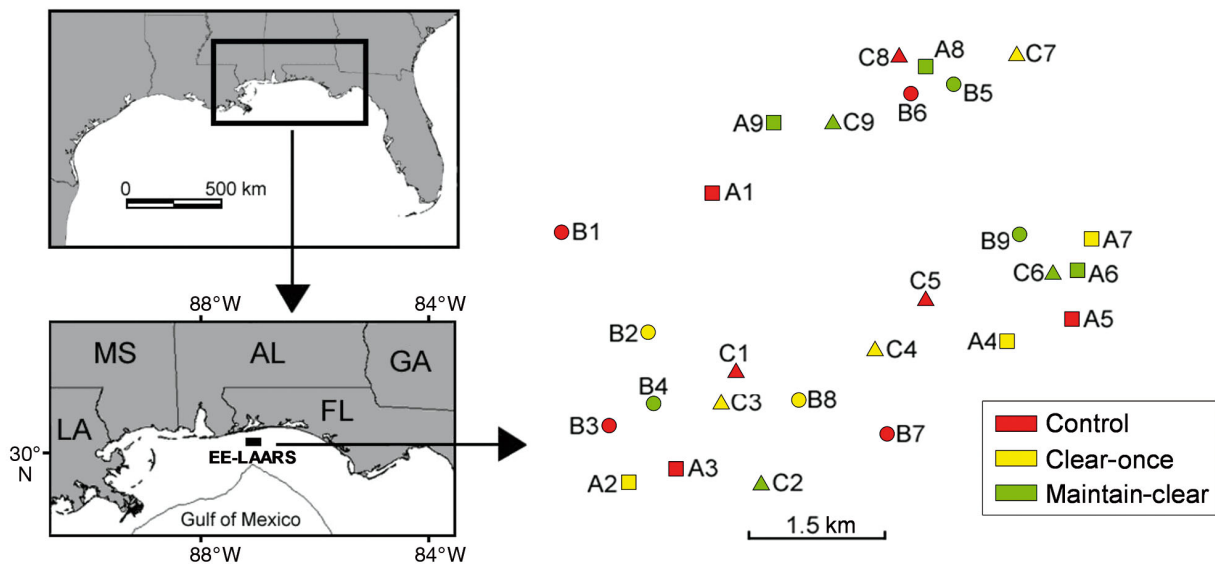 0 500 km
88°W 84°W
MS AL GA
LA FL
30°
N
EE-LAARS
Gulf of Mexico
88°W 84°W
C8 A8 C7
B5
B6
A9 C9
A1
B1
B9 A7
C6 A6
C5
A5
B2 A4
C4
C1
B4 C3 B8
B3 B7
A3
A2 C2
1.5 km
Control
Clear-once
Maintain-clear